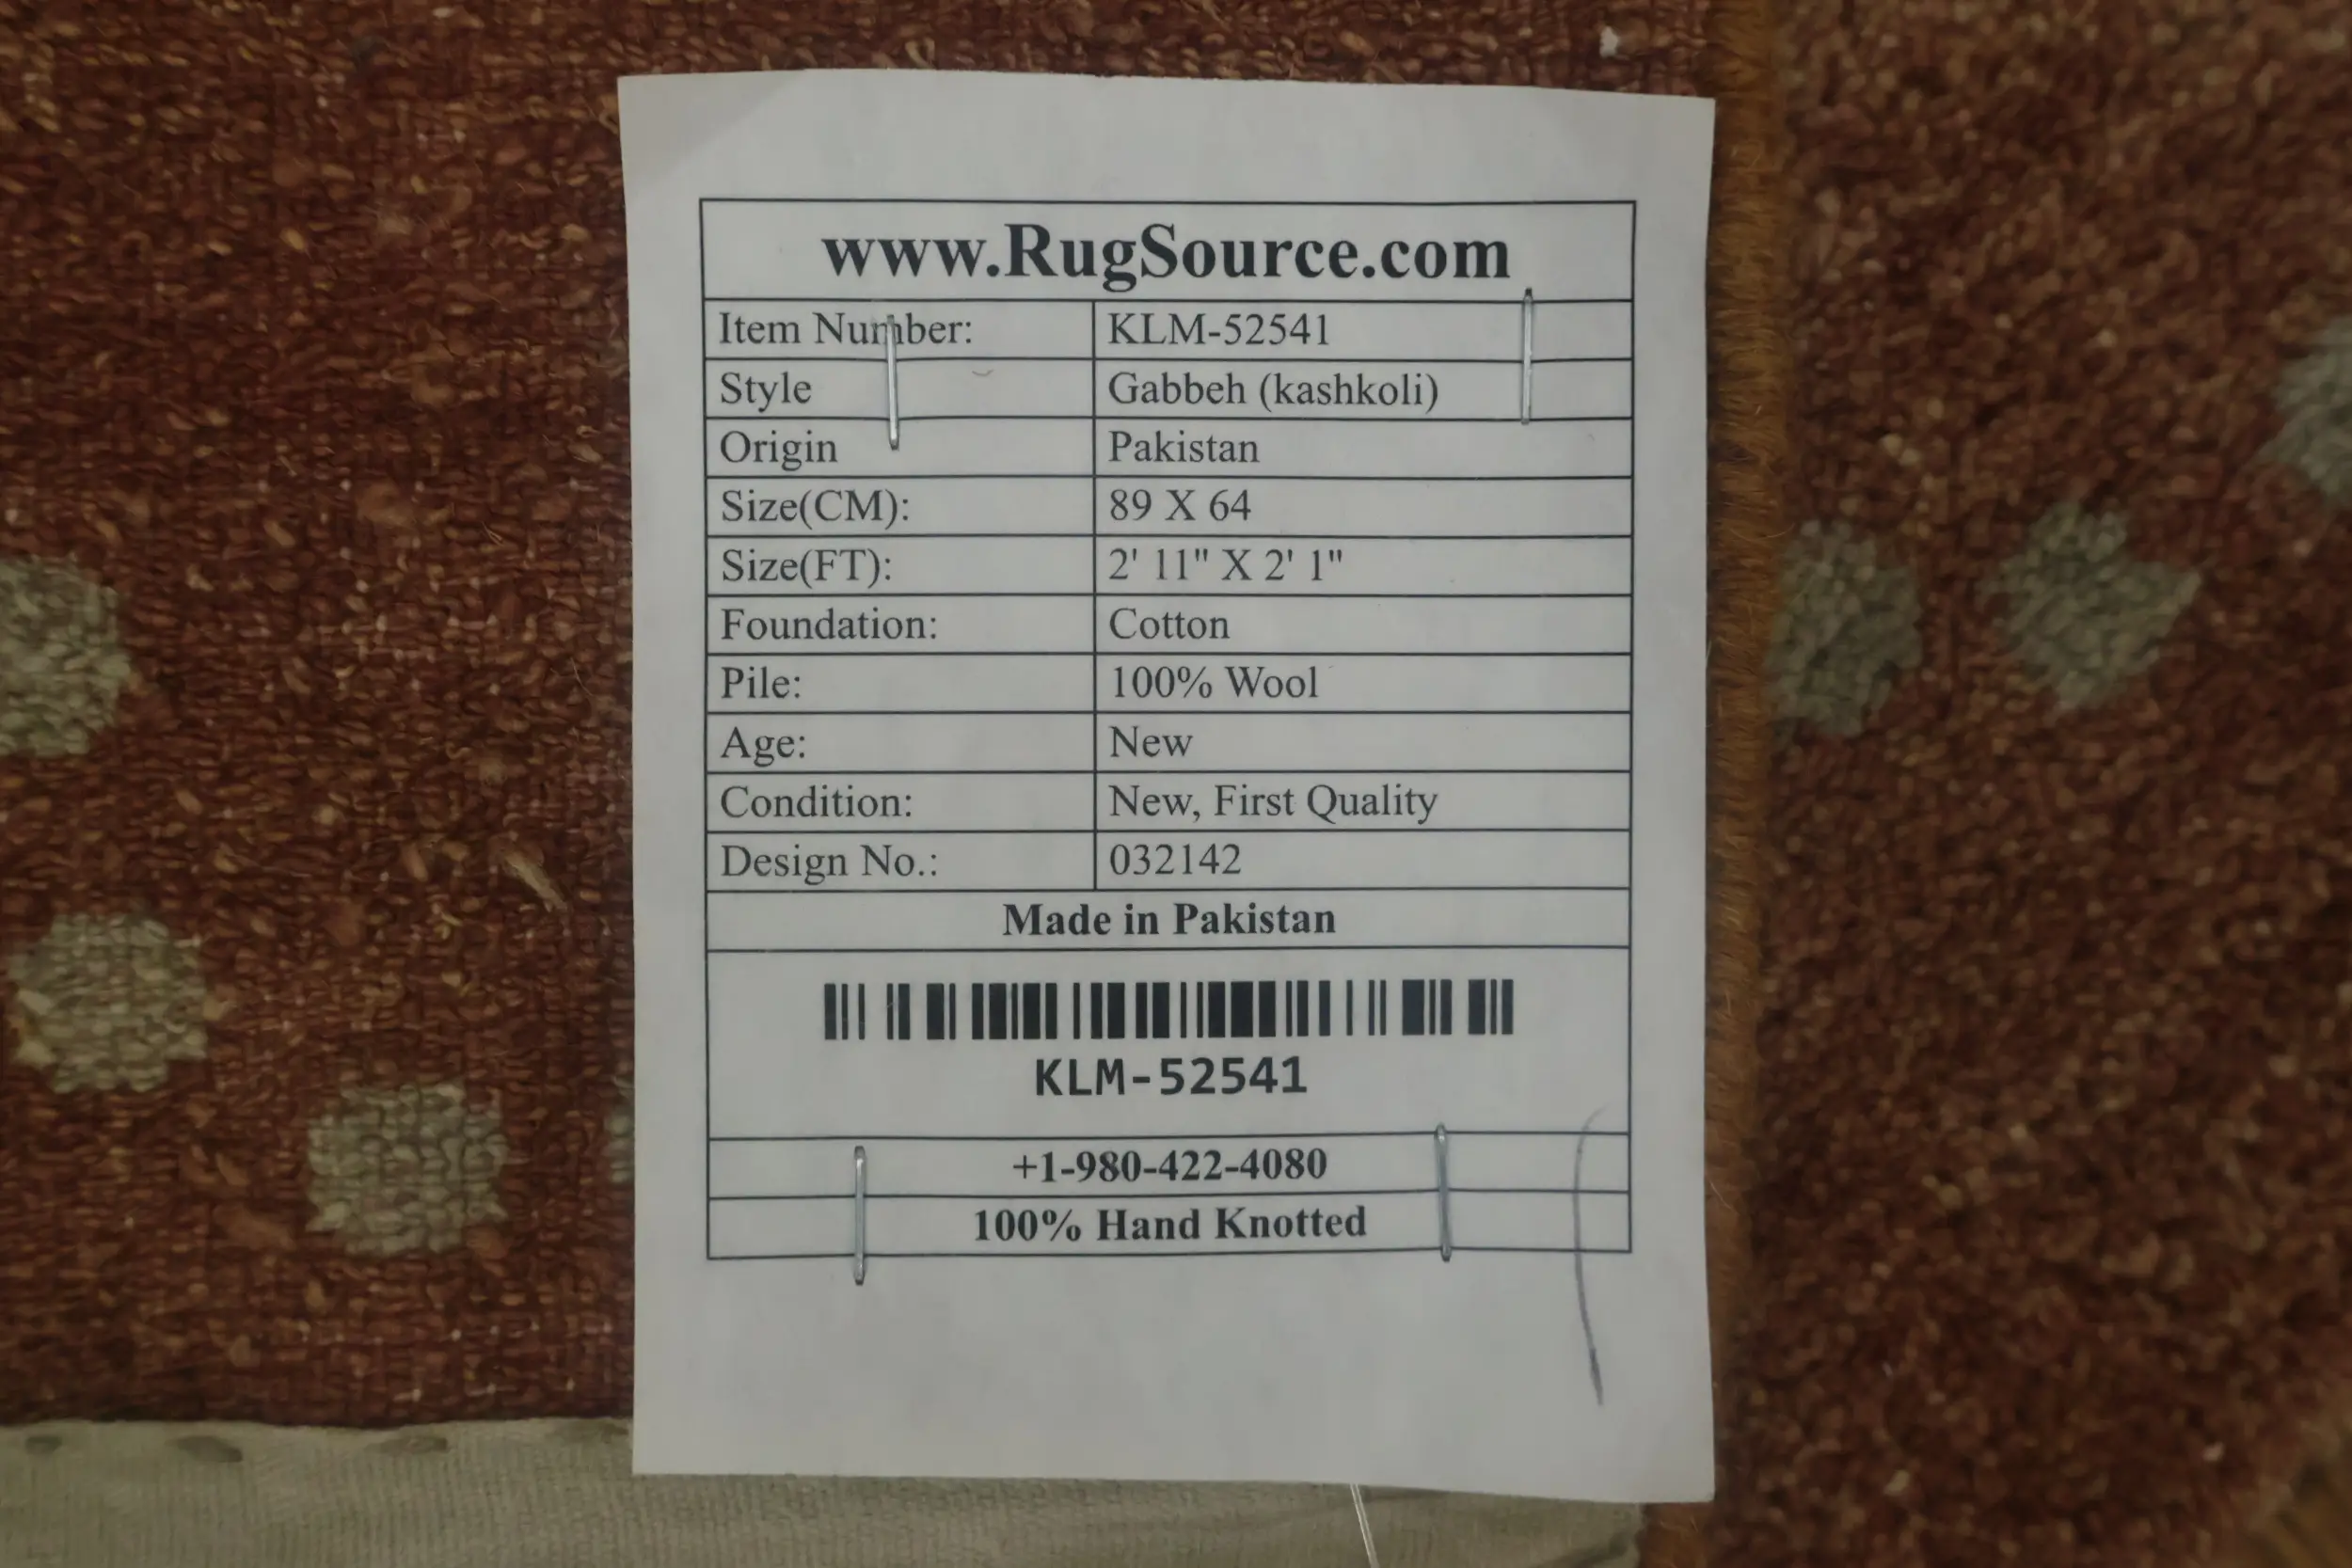 www.RugSource.com
Item Number: KLM-52541
Style Gabbeh (kashkoli)
Origin Pakistan
Size(CM): 89 X 64
Size(FT): 2' 11" X 2' 1"
Foundation: Cotton
Pile: 100% Wool
Age: New
Condition: New, First Quality
Design No.: 032142
Made in Pakistan
KLM-52541
+1-980-422-4080
100% Hand Knotted